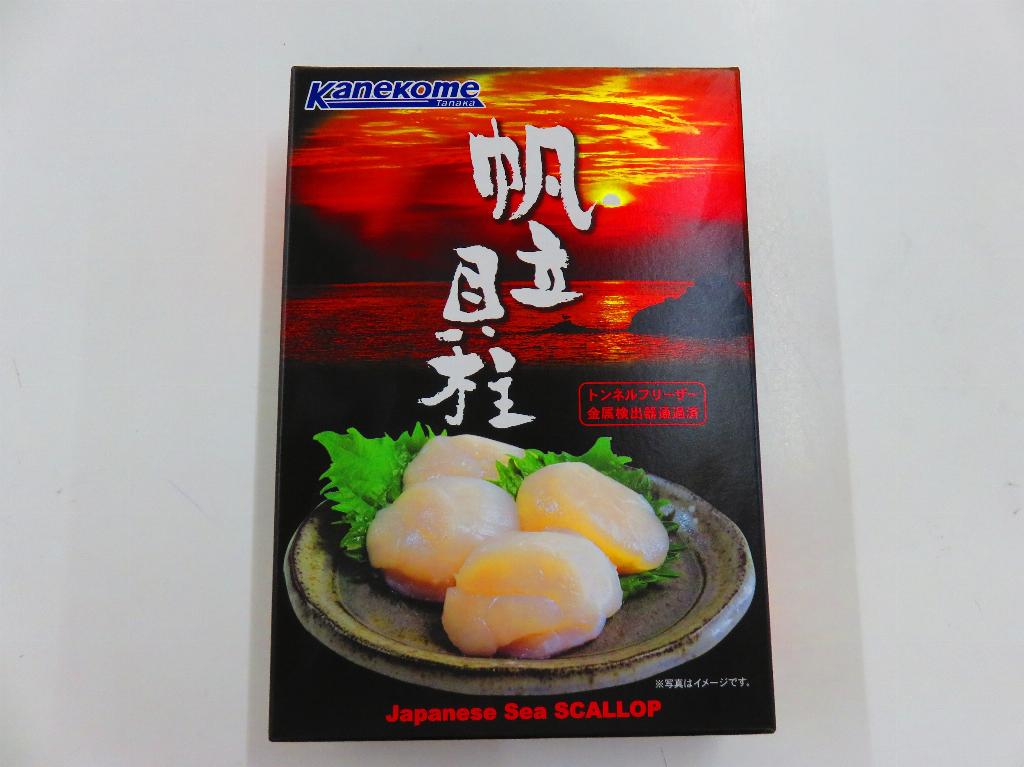 Kanekome
Tanaka
帆立
貝柱
トンネルフリーザー
金属検出器通過済
※写真はイメージです。
Japanese Sea SCALLOP